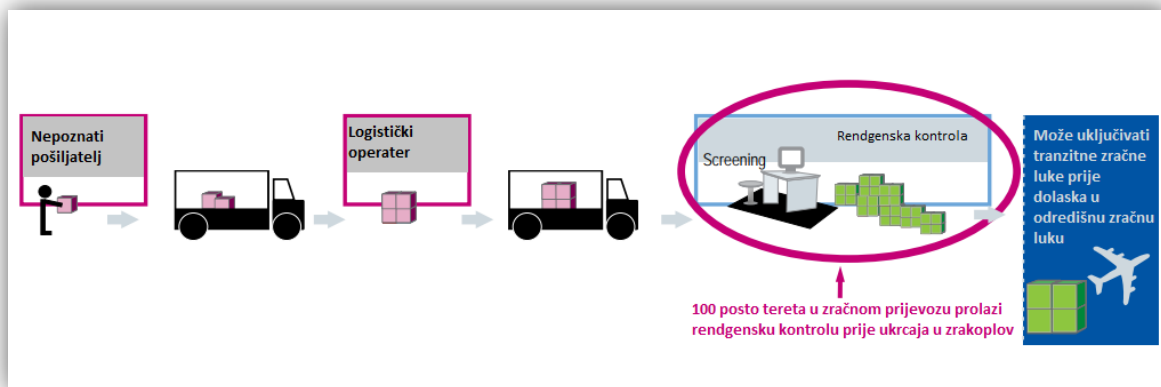 Nepoznati
pošiljatelj
Logistički
operater
Rendgenska kontrola
Screening
Može uključivati
tranzitne zračne
luke prije
dolaska u
odredišnu zračnu
luku
100 posto tereta u zračnom prijevozu prolazi
rendgensku kontrolu prije ukrcaja u zrakoplov